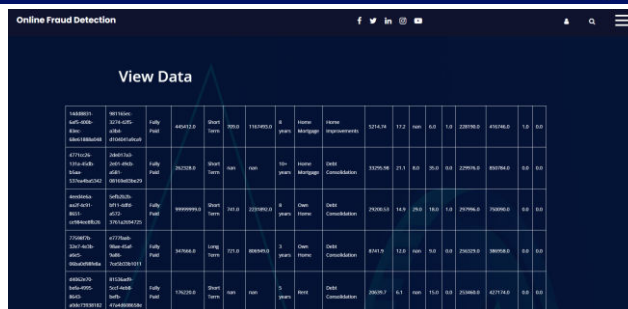 Online Fraud Detection
View Data
Fully Paid 445412.0 Short Term 709.0 1167493.0 8 years Home Mortgage Home Improvements 5214.74 17.2 nan 6.0 1.0 228190.0 416746.0 1.0 0.0
Fully Paid 262328.0 Short Term nan nan 10+ years Home Mortgage Debt Consolidation 33295.98 21.1 8.0 35.0 0.0 229976.0 850784.0 0.0 0.0
Fully Paid 99999999.0 Short Term 741.0 2231892.0 8 years Own Home Debt Consolidation 29200.53 14.9 29.0 18.0 1.0 297996.0 750090.0 0.0 0.0
Fully Paid 347666.0 Long Term 721.0 806949.0 3 years Own Home Debt Consolidation 8741.9 12.0 nan 9.0 0.0 256329.0 386958.0 0.0 0.0
Fully Paid 176220.0 Short Term nan nan 5 years Rent Debt Consolidation 20639.7 6.1 nan 15.0 0.0 253460.0 427174.0 0.0 0.0